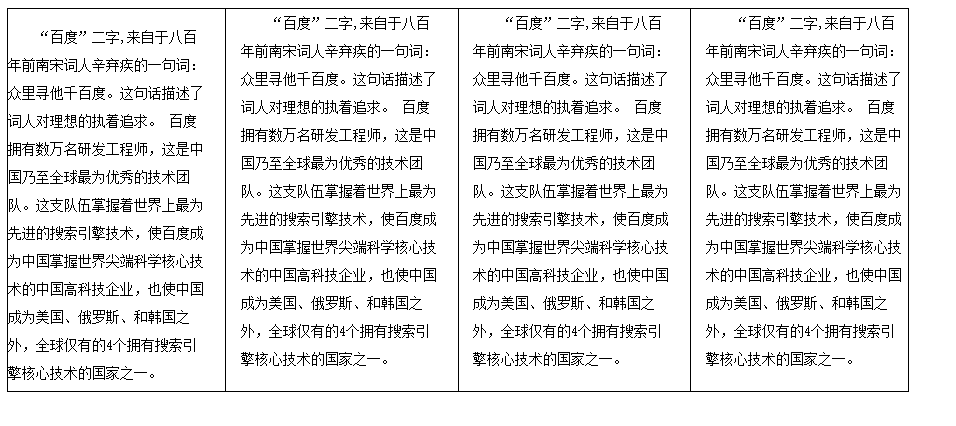 “百度”二字,来自于八百
年前南宋词人辛弃疾的一句词：
众里寻他千百度。这句话描述了
词人对理想的执着追求。 百度
拥有数万名研发工程师，这是中
国乃至全球最为优秀的技术团
队。这支队伍掌握着世界上最为
先进的搜索引擎技术，使百度成
为中国掌握世界尖端科学核心技
术的中国高科技企业，也使中国
成为美国、俄罗斯、和韩国之
外，全球仅有的4个拥有搜索引
擎核心技术的国家之一。
“百度”二字,来自于八百
年前南宋词人辛弃疾的一句词：
众里寻他千百度。这句话描述了
词人对理想的执着追求。 百度
拥有数万名研发工程师，这是中
国乃至全球最为优秀的技术团
队。这支队伍掌握着世界上最为
先进的搜索引擎技术，使百度成
为中国掌握世界尖端科学核心技
术的中国高科技企业，也使中国
成为美国、俄罗斯、和韩国之
外，全球仅有的4个拥有搜索引
擎核心技术的国家之一。
“百度”二字,来自于八百
年前南宋词人辛弃疾的一句词：
众里寻他千百度。这句话描述了
词人对理想的执着追求。 百度
拥有数万名研发工程师，这是中
国乃至全球最为优秀的技术团
队。这支队伍掌握着世界上最为
先进的搜索引擎技术，使百度成
为中国掌握世界尖端科学核心技
术的中国高科技企业，也使中国
成为美国、俄罗斯、和韩国之
外，全球仅有的4个拥有搜索引
擎核心技术的国家之一。
“百度”二字,来自于八百
年前南宋词人辛弃疾的一句词：
众里寻他千百度。这句话描述了
词人对理想的执着追求。 百度
拥有数万名研发工程师，这是中
国乃至全球最为优秀的技术团
队。这支队伍掌握着世界上最为
先进的搜索引擎技术，使百度成
为中国掌握世界尖端科学核心技
术的中国高科技企业，也使中国
成为美国、俄罗斯、和韩国之
外，全球仅有的4个拥有搜索引
擎核心技术的国家之一。